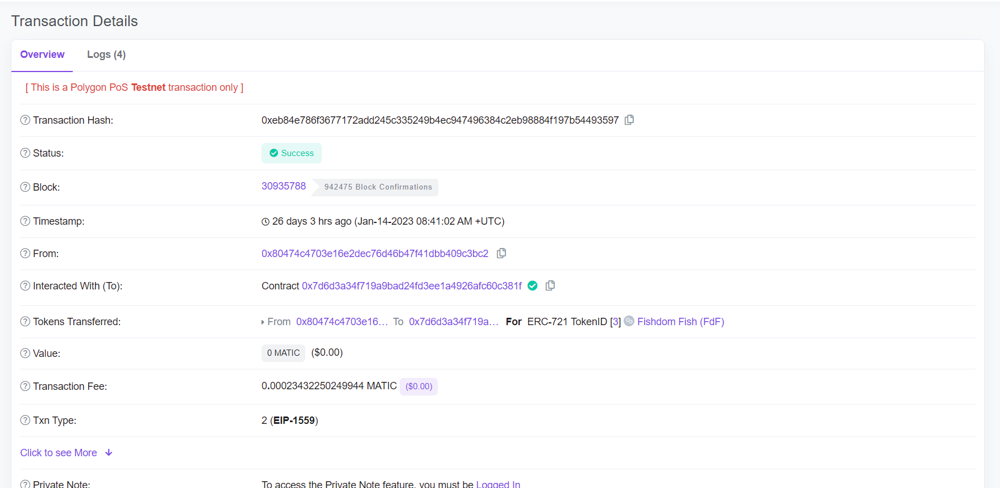 Transaction Details
Overview Logs (4)
[ This is a Polygon PoS Testnet transaction only ]
Transaction Hash: 0xeb84e786f3677172add245c335249b4ec947496384c2eb98884f197b54493597
Status: Success
Block: 30935788 942475 Block Confirmations
Timestamp: 26 days 3 hrs ago (Jan-14-2023 08:41:02 AM +UTC)
From: 0x80474c4703e16e2dec76d46b47f41dbb409c3bc2
Interacted With (To): Contract 0x7d6d3a34f719a9bad24fd3ee1a4926afc60c381f
Tokens Transferred: From 0x80474c4703e16... To 0x7d6d3a34f719a... For ERC-721 TokenID [3] Fishdom Fish (FdF)
Value: 0 MATIC ($0.00)
Transaction Fee: 0.00023432250249944 MATIC ($0.00)
Txn Type: 2 (EIP-1559)
Click to see More
Private Note: To access the Private Note feature, you must be Logged In